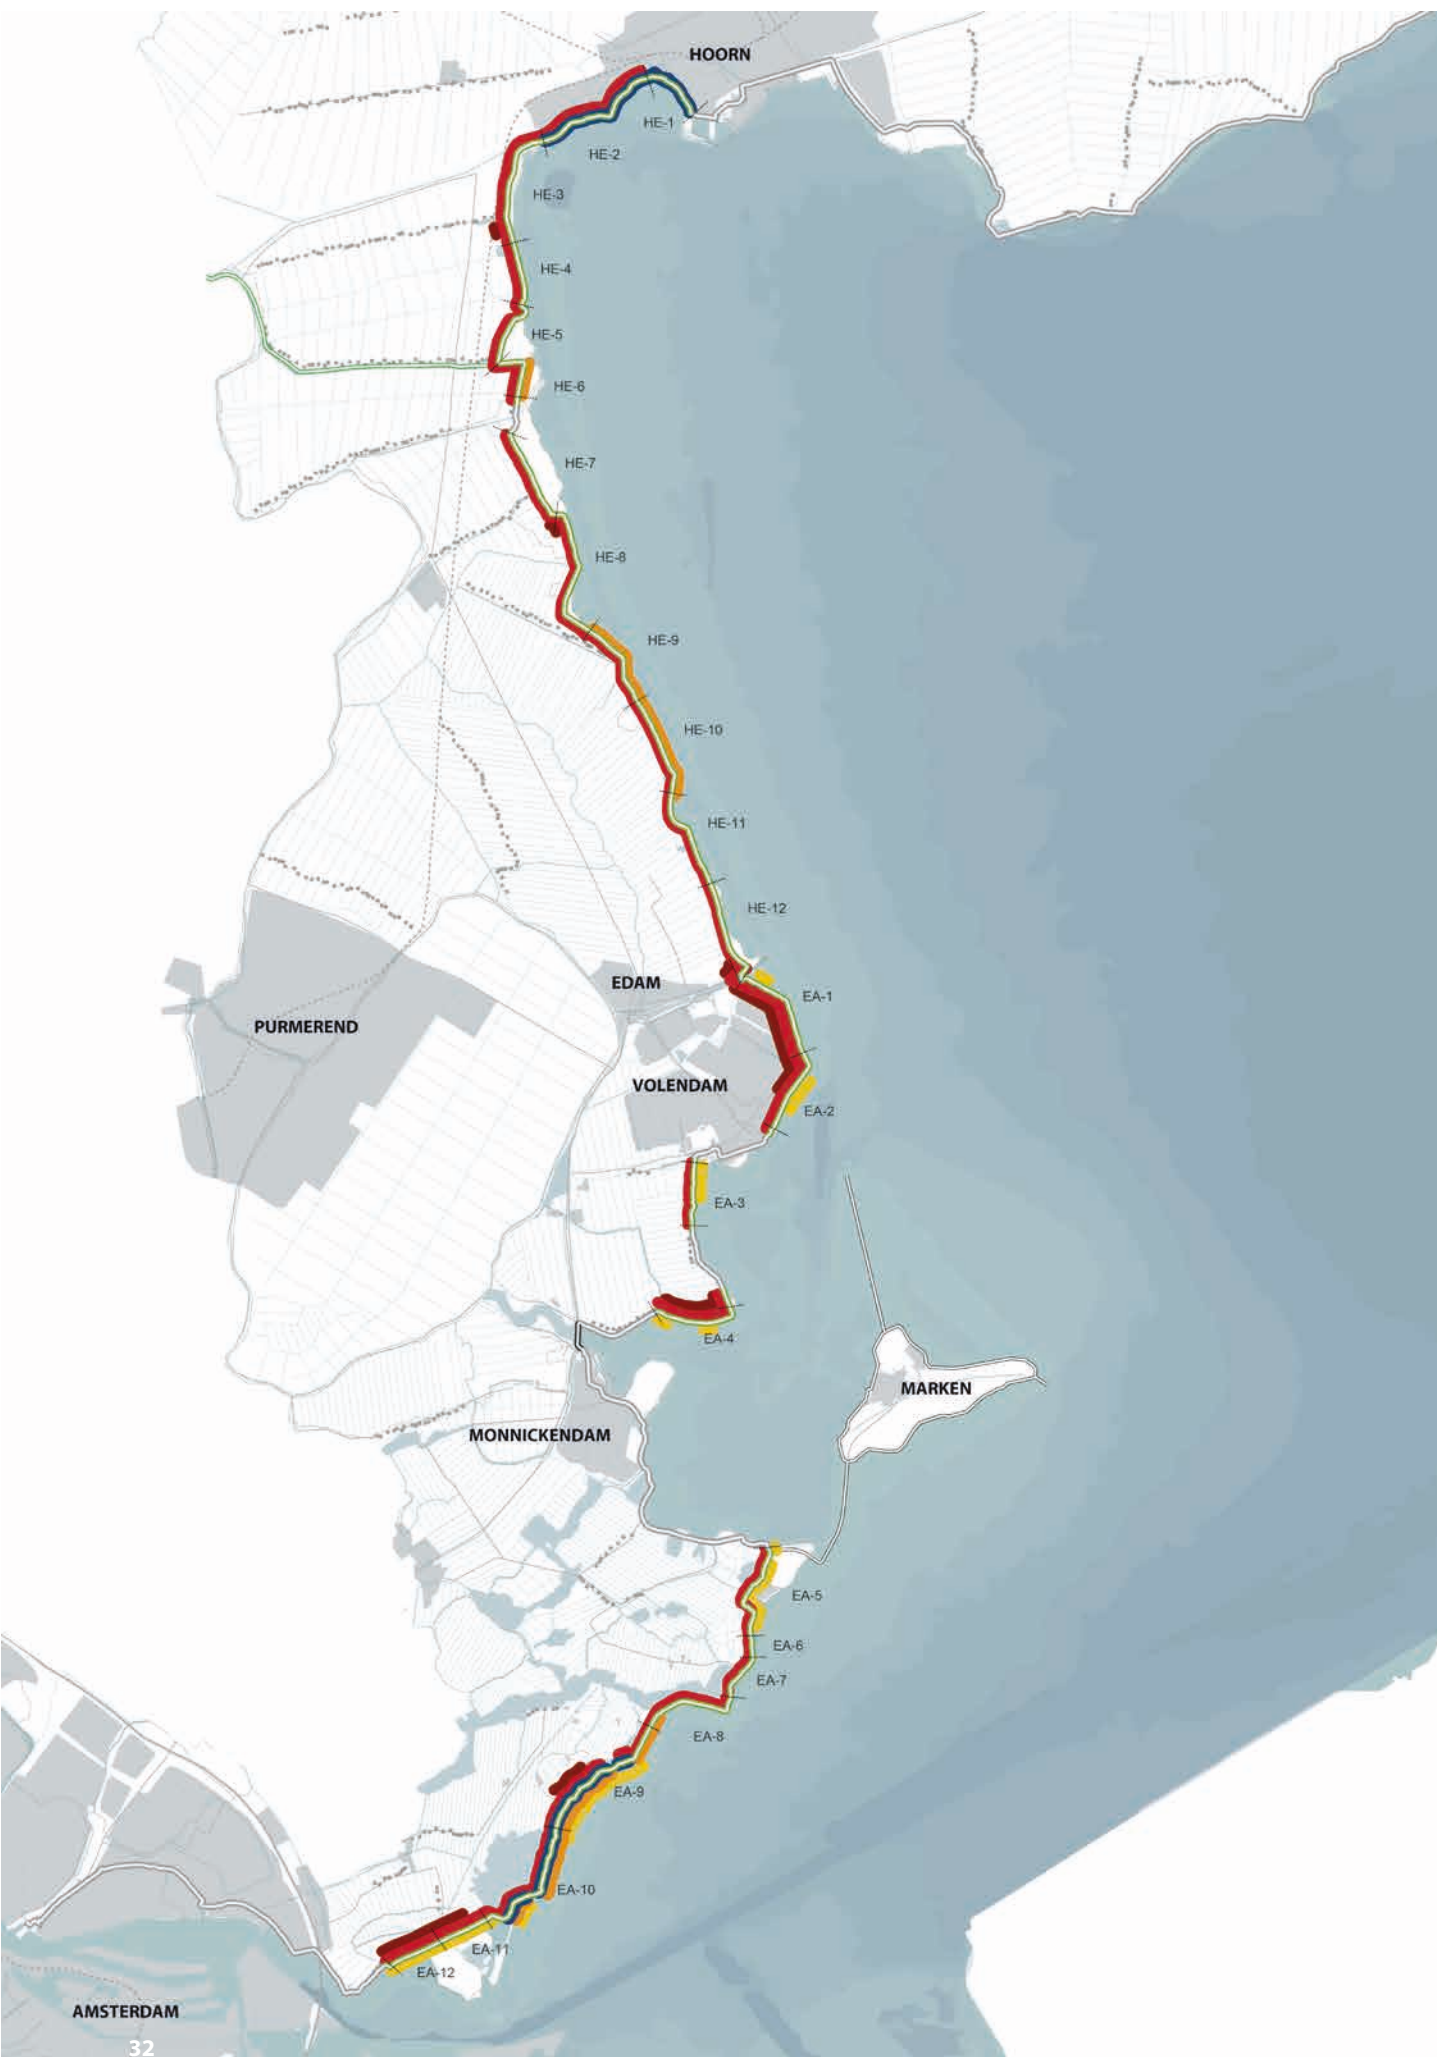 HOORN
HE-1
HE-2
HE-3
HE-4
HE-5
HE-6
HE-7
HE-8
HE-9
HE-10
HE-11
HE-12
EDAM
EA-1
PURMEREND
VOLENDAM
EA-2
EA-3
EA-4
MARKEN
MONNICKENDAM
EA-5
EA-6
EA-7
EA-8
EA-9
EA-10
EA-11
EA-12
AMSTERDAM
32